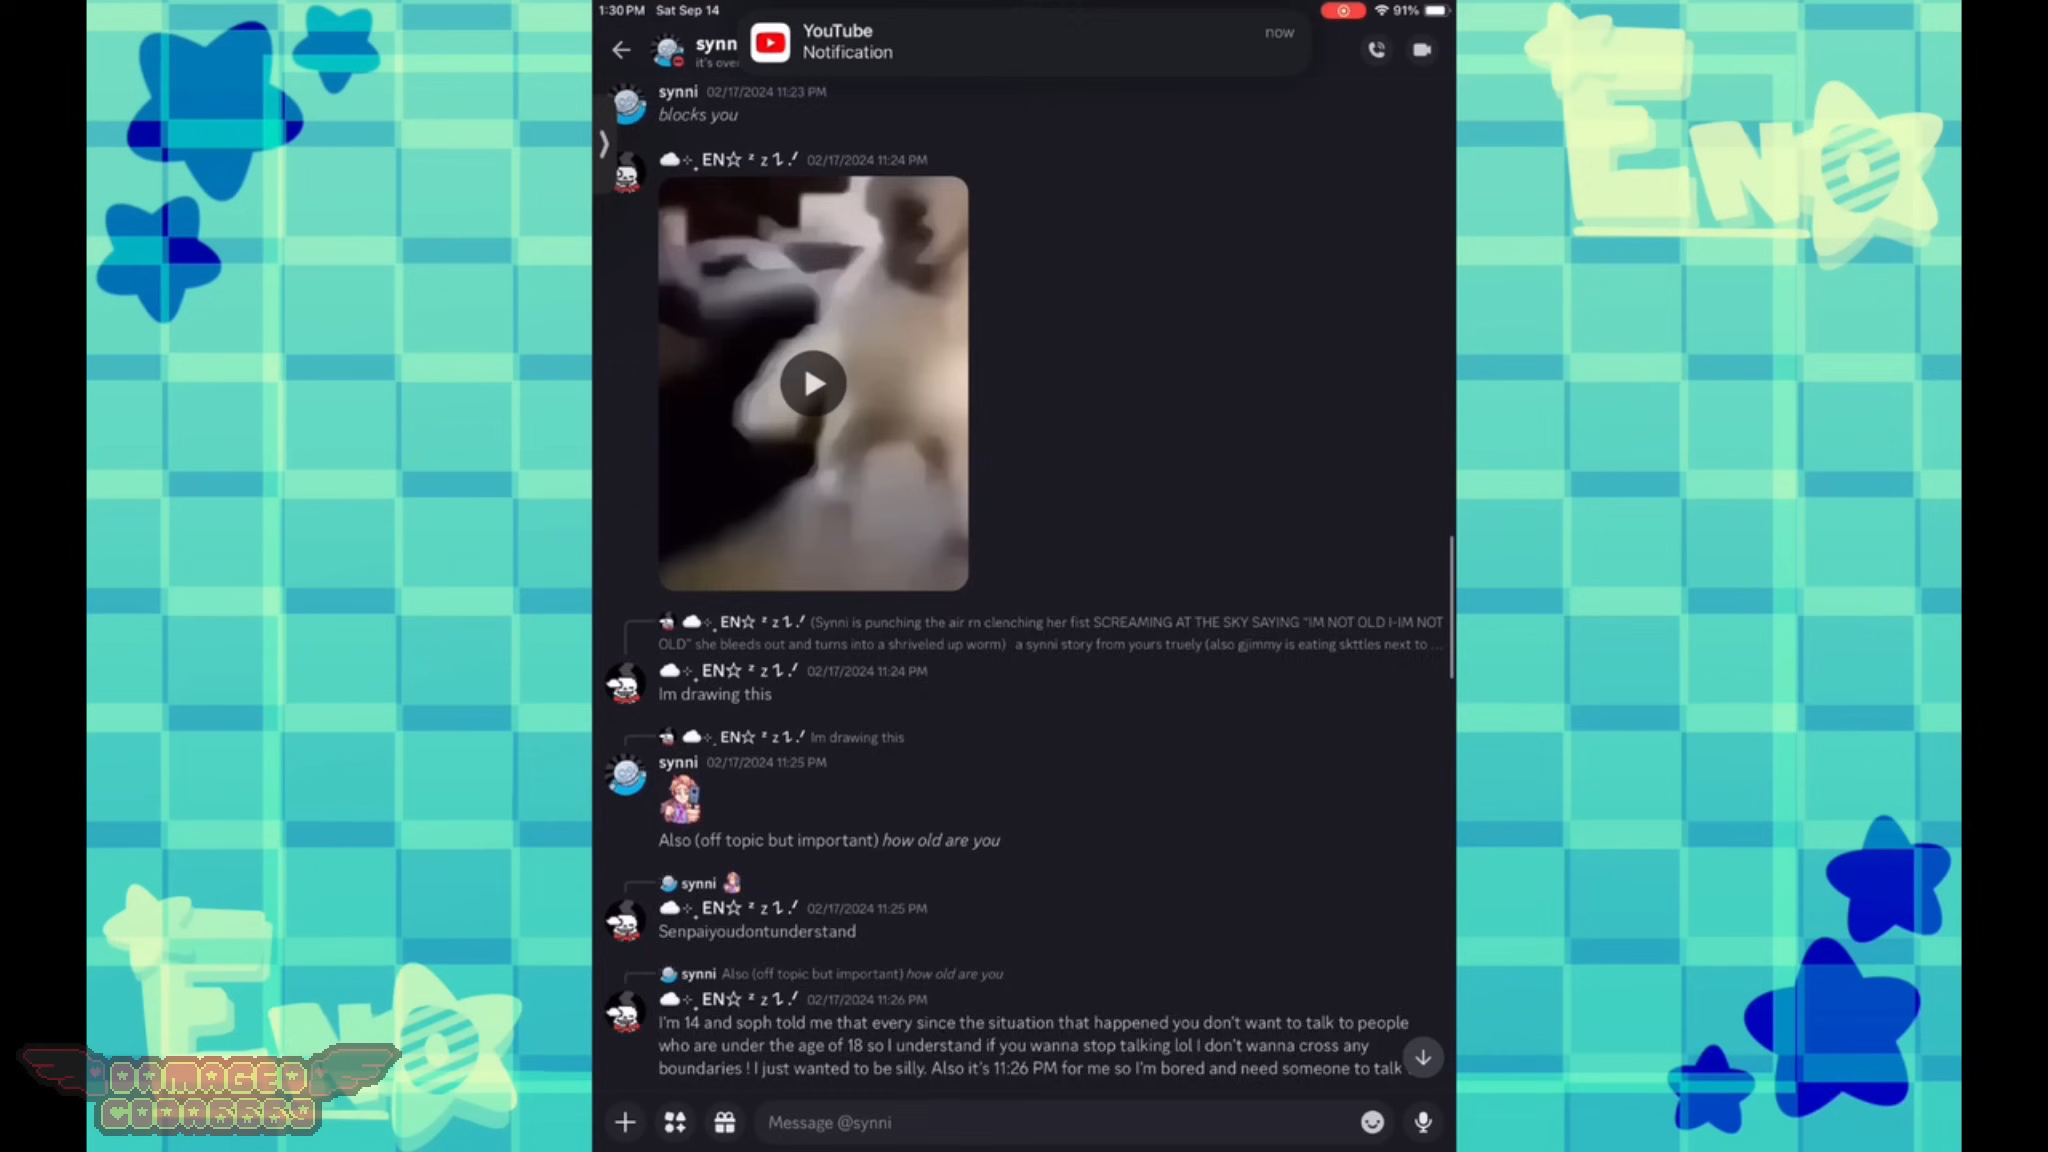 1:30 PM Sat Sep 14
91%
YouTube
now
Notification
synn
it's over
synni 02/17/2024 11:23 PM
blocks you
EN☆ ᶻ z 02/17/2024 11:24 PM
EN☆ ᶻ z (Synni is punching the air rn clenching her fist SCREAMING AT THE SKY SAYING "IM NOT OLD I-IM NOT
OLD" she bleeds out and turns into a shriveled up worm) a synni story from yours truely (also gjimmy is eating skttles next to ...
EN☆ ᶻ z 02/17/2024 11:24 PM
Im drawing this
EN☆ ᶻ z Im drawing this
synni 02/17/2024 11:25 PM
Also (off topic but important) how old are you
synni
EN☆ ᶻ z 02/17/2024 11:25 PM
Senpaiyoudontunderstand
synni Also (off topic but important) how old are you
EN☆ ᶻ z 02/17/2024 11:26 PM
I'm 14 and soph told me that every since the situation that happened you don't want to talk to people
who are under the age of 18 so I understand if you wanna stop talking lol I don't wanna cross any
boundaries ! I just wanted to be silly. Also it's 11:26 PM for me so I'm bored and need someone to talk
Message @synni
ENO
ENO
DAMAGED